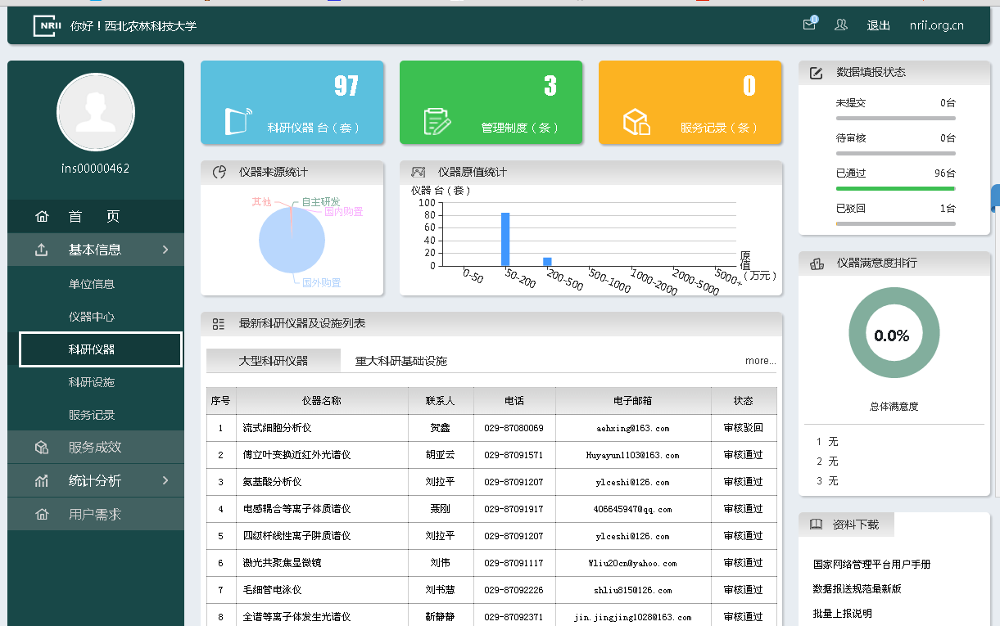 NRII 你好！西北农林科技大学 0 退出 nrii.org.cn
ins00000462
首 页
基本信息
单位信息
仪器中心
科研仪器
科研设施
服务记录
服务成效
统计分析
用户需求
97
科研仪器 台（套）
3
管理制度（条）
0
服务记录（条）
仪器来源统计
其他 自主研发
国内购置
国外购置
仪器原值统计
仪器 台（套）
100
80
60
40
20
0
0-50 50-200 200-500 500-1000 1000-2000 2000-5000 5000+
原值（万元）
最新科研仪器及设施列表
大型科研仪器 重大科研基础设施 more...
序号 仪器名称 联系人 电话 电子邮箱 状态
1 流式细胞分析仪 贺鑫 029-87080069 ahxing@163.com 审核驳回
2 傅立叶变换近红外光谱仪 胡亚云 029-87091571 Huyayun1103@163.com 审核通过
3 氨基酸分析仪 刘拉平 029-87091207 ylceshi@126.com 审核通过
4 电感耦合等离子体质谱仪 聂刚 029-87091917 406945947@qq.com 审核通过
5 四级杆线性离子阱质谱仪 刘拉平 029-87091207 ylceshi@126.com 审核通过
6 激光共聚焦显微镜 刘伟 029-87091117 Wliu20cn@yahoo.com 审核通过
7 毛细管电泳仪 刘书慧 029-87092226 shliu815@126.com 审核通过
8 全谱等离子体发生光谱仪 靳静静 029-87092371 jin.jingjing1028@163.com 审核通过
数据填报状态
未提交 0台
待审核 0台
已通过 96台
已驳回 1台
仪器满意度排行
0.0%
总体满意度
1 无
2 无
3 无
资料下载
国家网络管理平台用户手册
数据报送规范最新版
批量上报说明